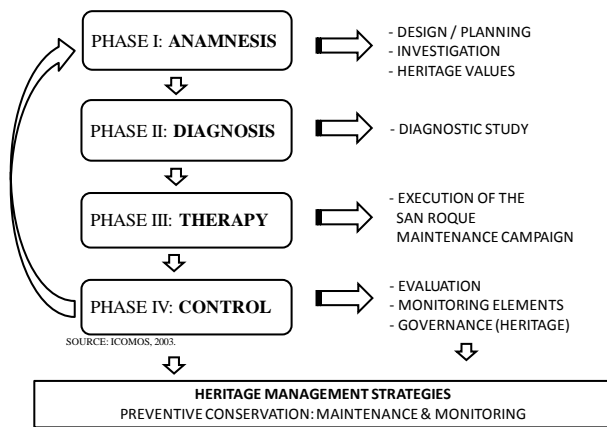 PHASE I: ANAMNESIS
- DESIGN / PLANNING
- INVESTIGATION
- HERITAGE VALUES
PHASE II: DIAGNOSIS
- DIAGNOSTIC STUDY
PHASE III: THERAPY
- EXECUTION OF THE
SAN ROQUE
MAINTENANCE CAMPAIGN
PHASE IV: CONTROL
- EVALUATION
- MONITORING ELEMENTS
- GOVERNANCE (HERITAGE)
SOURCE: ICOMOS, 2003.
HERITAGE MANAGEMENT STRATEGIES
PREVENTIVE CONSERVATION: MAINTENANCE & MONITORING